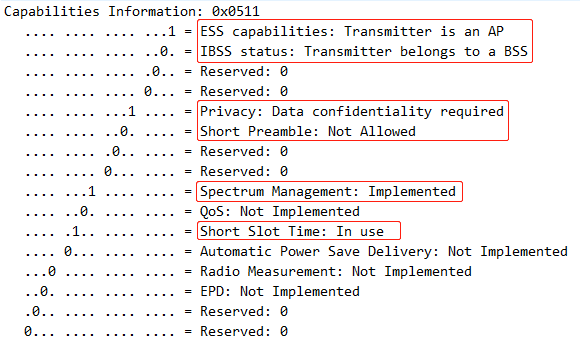 Capabilities Information: 0x0511
.... .... .... ...1 = ESS capabilities: Transmitter is an AP
.... .... .... ..0. = IBSS status: Transmitter belongs to a BSS
.... .... .... .0.. = Reserved: 0
.... .... .... 0... = Reserved: 0
.... .... ...1 .... = Privacy: Data confidentiality required
.... .... ..0. .... = Short Preamble: Not Allowed
.... .... .0.. .... = Reserved: 0
.... .... 0... .... = Reserved: 0
.... ...1 .... .... = Spectrum Management: Implemented
.... ..0. .... .... = QoS: Not Implemented
.... .1.. .... .... = Short Slot Time: In use
.... 0... .... .... = Automatic Power Save Delivery: Not Implemented
...0 .... .... .... = Radio Measurement: Not Implemented
..0. .... .... .... = EPD: Not Implemented
.0.. .... .... .... = Reserved: 0
0... .... .... .... = Reserved: 0